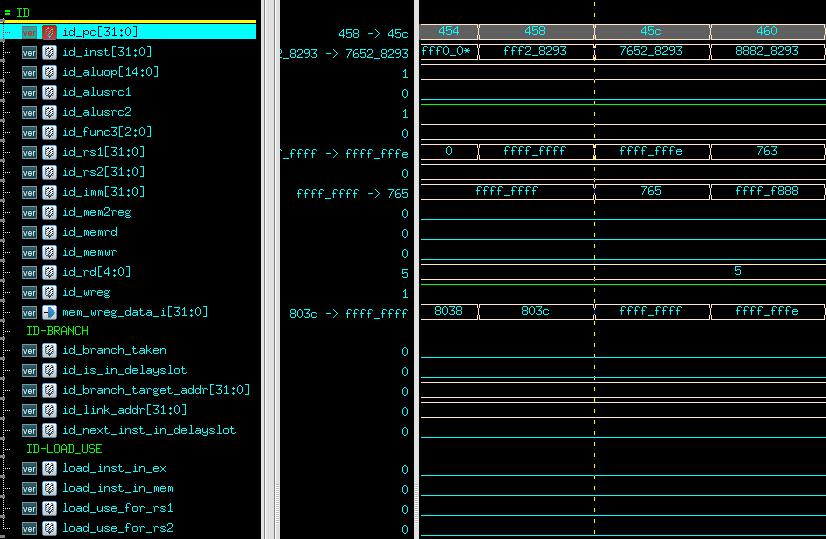 = ID
ver id_pc[31:0] 458 -> 45c 454 458 45c 460
ver id_inst[31:0] 2_8293 -> 7652_8293 fff0_0* fff2_8293 7652_8293 8882_8293
ver id_aluop[14:0] 1
ver id_alusrc1 0
ver id_alusrc2 1
ver id_func3[2:0] 0
ver id_rs1[31:0] _ffff -> ffff_fffe 0 ffff_ffff ffff_fffe 763
ver id_rs2[31:0] 0
ver id_imm[31:0] ffff_ffff -> 765 ffff_ffff 765 ffff_f888
ver id_mem2reg 0
ver id_memrd 0
ver id_memwr 0
ver id_rd[4:0] 5 5
ver id_wreg 1
ver mem_wreg_data_i[31:0] 803c -> ffff_ffff 8038 803c ffff_ffff ffff_fffe
ID-BRANCH
ver id_branch_taken 0
ver id_is_in_delayslot 0
ver id_branch_target_addr[31:0] 0
ver id_link_addr[31:0] 0
ver id_next_inst_in_delayslot 0
ID-LOAD_USE
ver load_inst_in_ex 0
ver load_inst_in_mem 0
ver load_use_for_rs1 0
ver load_use_for_rs2 0